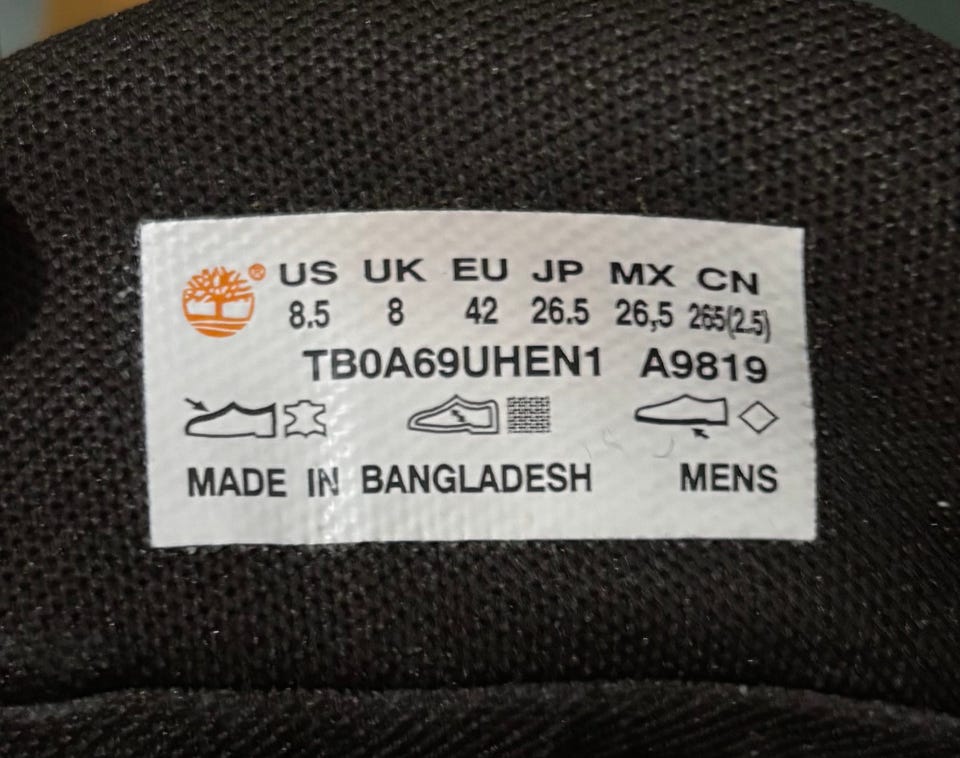 ® US UK EU JP MX CN
8.5 8 42 26.5 26,5 265(2.5)
TB0A69UHEN1 A9819
MADE IN BANGLADESH MENS